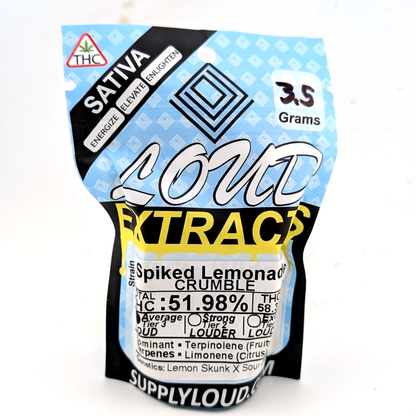 THC
SATIVA
ENERGIZE ELEVATE ENLIGHTEN
3.5
Grams
LOUD
EXTRACTS
Strain
Spiked Lemonade
CRUMBLE
:51.98%
Average Strong
Tier 3 Tier 2
LOUD LOUDER
Terpinolene (Fruit
Limonene (Citrus
Lemon Skunk X Sour
SUPPLYLOUD.